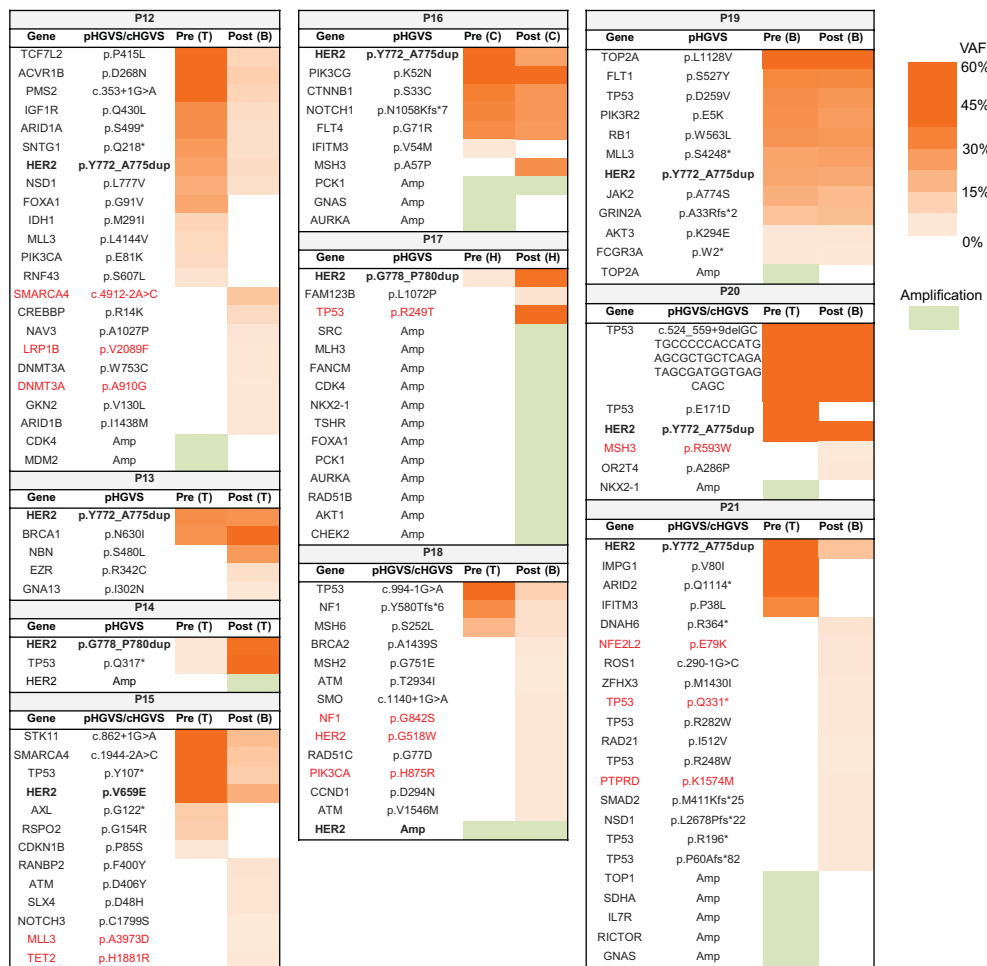 P12
Gene pHGVS/cHGVS Pre (T) Post (B)
TCF7L2 p.P415L
ACVR1B p.D268N
PMS2 c.353+1G>A
IGF1R p.Q430L
ARID1A p.S499*
SNTG1 p.Q218*
HER2 p.Y772_A775dup
NSD1 p.L777V
FOXA1 p.G91V
IDH1 p.M291I
MLL3 p.L4144V
PIK3CA p.E81K
RNF43 p.S607L
SMARCA4 c.4912-2A>C
CREBBP p.R14K
NAV3 p.A1027P
LRP1B p.V2089F
DNMT3A p.W753C
DNMT3A p.A910G
GKN2 p.V130L
ARID1B p.I1438M
CDK4 Amp
MDM2 Amp
P13
Gene pHGVS Pre (T) Post (T)
HER2 p.Y772_A775dup
BRCA1 p.N630I
NBN p.S480L
EZR p.R342C
GNA13 p.I302N
P14
Gene pHGVS Pre (T) Post (T)
HER2 p.G778_P780dup
TP53 p.Q317*
HER2 Amp
P15
Gene pHGVS/cHGVS Pre (T) Post (B)
STK11 c.862+1G>A
SMARCA4 c.1944-2A>C
TP53 p.Y107*
HER2 p.V659E
AXL p.G122*
RSPO2 p.G154R
CDKN1B p.P85S
RANBP2 p.F400Y
ATM p.D406Y
SLX4 p.D48H
NOTCH3 p.C1799S
MLL3 p.A3973D
TET2 p.H1881R
P16
Gene pHGVS Pre (C) Post (C)
HER2 p.Y772_A775dup
PIK3CG p.K52N
CTNNB1 p.S33C
NOTCH1 p.N1058Kfs*7
FLT4 p.G71R
IFITM3 p.V54M
MSH3 p.A57P
PCK1 Amp
GNAS Amp
AURKA Amp
P17
Gene pHGVS Pre (H) Post (H)
HER2 p.G778_P780dup
FAM123B p.L1072P
TP53 p.R249T
SRC Amp
MLH3 Amp
FANCM Amp
CDK4 Amp
NKX2-1 Amp
TSHR Amp
FOXA1 Amp
PCK1 Amp
AURKA Amp
RAD51B Amp
AKT1 Amp
CHEK2 Amp
P18
Gene pHGVS/cHGVS Pre (T) Post (B)
TP53 c.994-1G>A
NF1 p.Y580Tfs*6
MSH6 p.S252L
BRCA2 p.A1439S
MSH2 p.G751E
ATM p.T2934I
SMO c.1140+1G>A
NF1 p.G842S
HER2 p.G518W
RAD51C p.G77D
PIK3CA p.H875R
CCND1 p.D294N
ATM p.V1546M
HER2 Amp
P19
Gene pHGVS Pre (B) Post (B)
TOP2A p.L1128V
FLT1 p.S527Y
TP53 p.D259V
PIK3R2 p.E5K
RB1 p.W563L
MLL3 p.S4248*
HER2 p.Y772_A775dup
JAK2 p.A774S
GRIN2A p.A33Rfs*2
AKT3 p.K294E
FCGR3A p.W2*
TOP2A Amp
P20
Gene pHGVS/cHGVS Pre (T) Post (B)
TP53 c.524_559+9delGC
TGCCCCCACCATG
AGCGCTGCTCAGA
TAGCGATGGTGAG
CAGC
TP53 p.E171D
HER2 p.Y772_A775dup
MSH3 p.R593W
OR2T4 p.A286P
NKX2-1 Amp
P21
Gene pHGVS/cHGVS Pre (T) Post (B)
HER2 p.Y772_A775dup
IMPG1 p.V80I
ARID2 p.Q1114*
IFITM3 p.P38L
DNAH6 p.R364*
NFE2L2 p.E79K
ROS1 c.290-1G>C
ZFHX3 p.M1430I
TP53 p.Q331*
TP53 p.R282W
RAD21 p.I512V
TP53 p.R248W
PTPRD p.K1574M
SMAD2 p.M411Kfs*25
NSD1 p.L2678Pfs*22
TP53 p.R196*
TP53 p.P60Afs*82
TOP1 Amp
SDHA Amp
IL7R Amp
RICTOR Amp
GNAS Amp
VAF
60%
45%
30%
15%
0%
Amplification